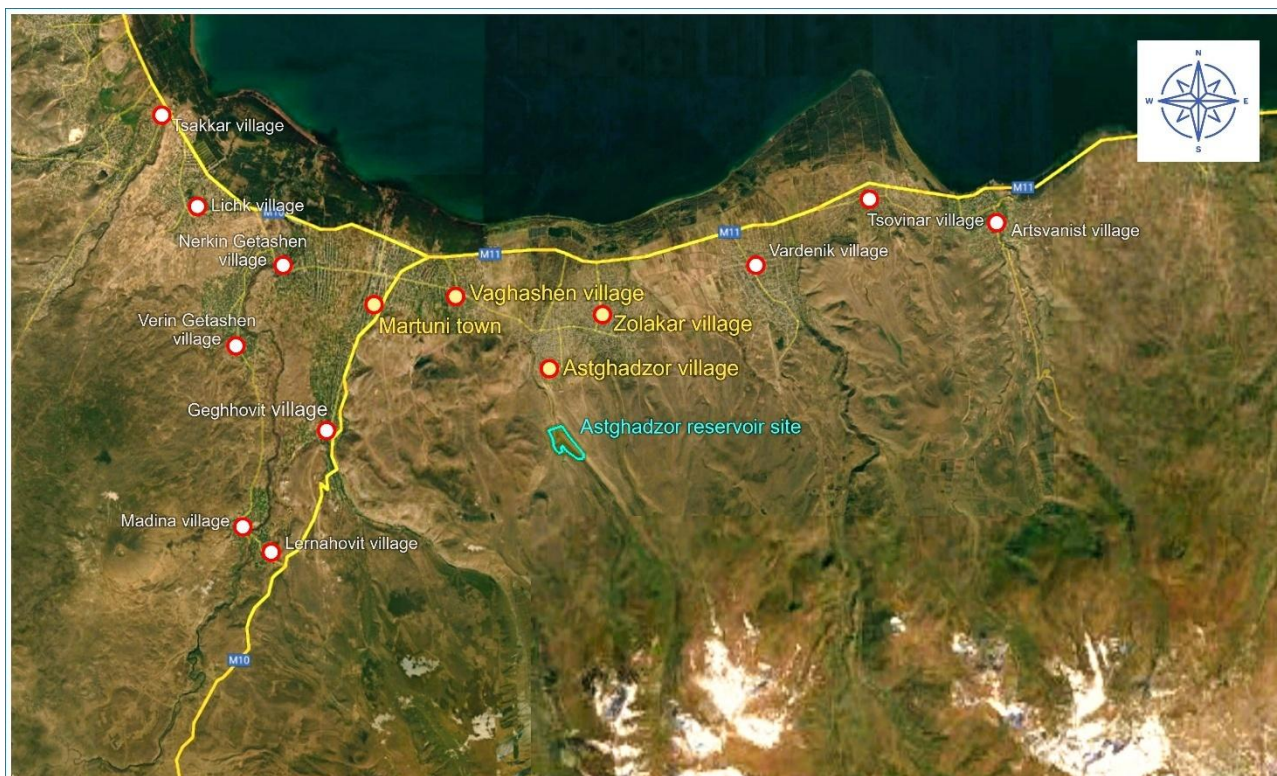 N
W
E
S
Tsakkar village
M11
Tsovinar village
Artsvanist village
Lichk village
M10
M11
Nerkin Getashen
village
M11
Vardenik village
Vaghashen village
Martuni town
Zolakar village
Verin Getashen
village
Astghadzor village
Geghhovit village
Astghadzor reservoir site
Madina village
Lernahovit village
M10